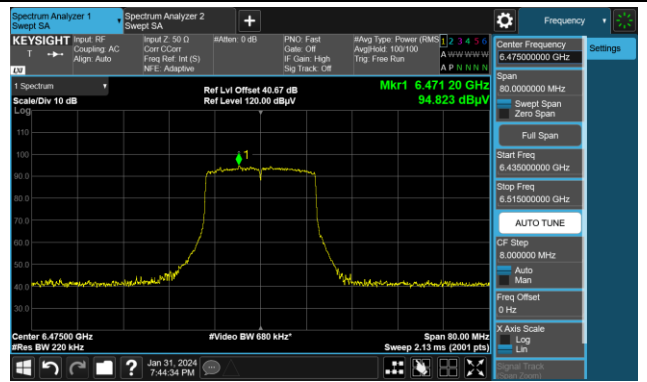 Spectrum Analyzer 1
Swept SA
Spectrum Analyzer 2
Swept SA
+
Frequency
KEYSIGHT
T
LXI
Input: RF
Coupling: AC
Align: Auto
Input Z: 50 Ω
Corr CCorr
Freq Ref: Int (S)
NFE: Adaptive
#Atten: 0 dB
PNO: Fast
Gate: Off
IF Gain: High
Sig Track: Off
#Avg Type: Power (RMS
Avg|Hold: 100/100
Trig: Free Run
1 2 3 4 5 6
A W W W W W
A P N N N N
1 Spectrum
Scale/Div 10 dB
Log
Ref Lvl Offset 40.67 dB
Ref Level 120.00 dBµV
Mkr1 6.471 20 GHz
94.823 dBµV
110
100
90.0
80.0
70.0
60.0
50.0
40.0
30.0
1
Center 6.47500 GHz
#Res BW 220 kHz
#Video BW 680 kHz*
Span 80.00 MHz
Sweep 2.13 ms (2001 pts)
?
Jan 31, 2024
7:44:34 PM
Center Frequency
6.475000000 GHz
Span
80.0000000 MHz
Swept Span
Zero Span
Full Span
Start Freq
6.435000000 GHz
Stop Freq
6.515000000 GHz
AUTO TUNE
CF Step
8.000000 MHz
Auto
Man
Freq Offset
0 Hz
X Axis Scale
Log
Lin
Signal Track
(Span Zoom)
Settings